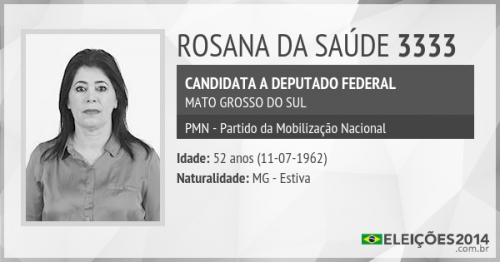 ROSANA DA SAÚDE 3333
CANDIDATA A DEPUTADO FEDERAL
MATO GROSSO DO SUL
PMN - Partido da Mobilização Nacional
Idade: 52 anos (11-07-1962)
Naturalidade: MG - Estiva
ELEIÇÕES2014
.com.br